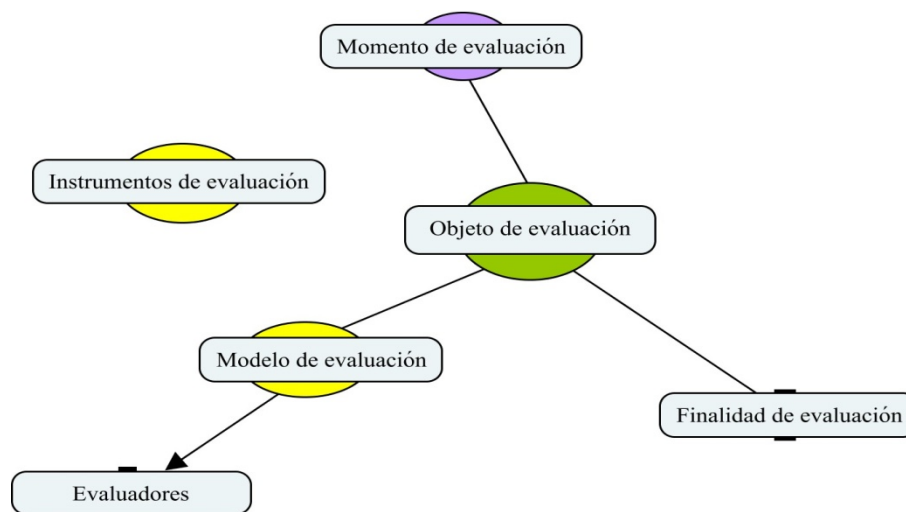 Momento de evaluación
Instrumentos de evaluación
Objeto de evaluación
Modelo de evaluación
Finalidad de evaluación
Evaluadores